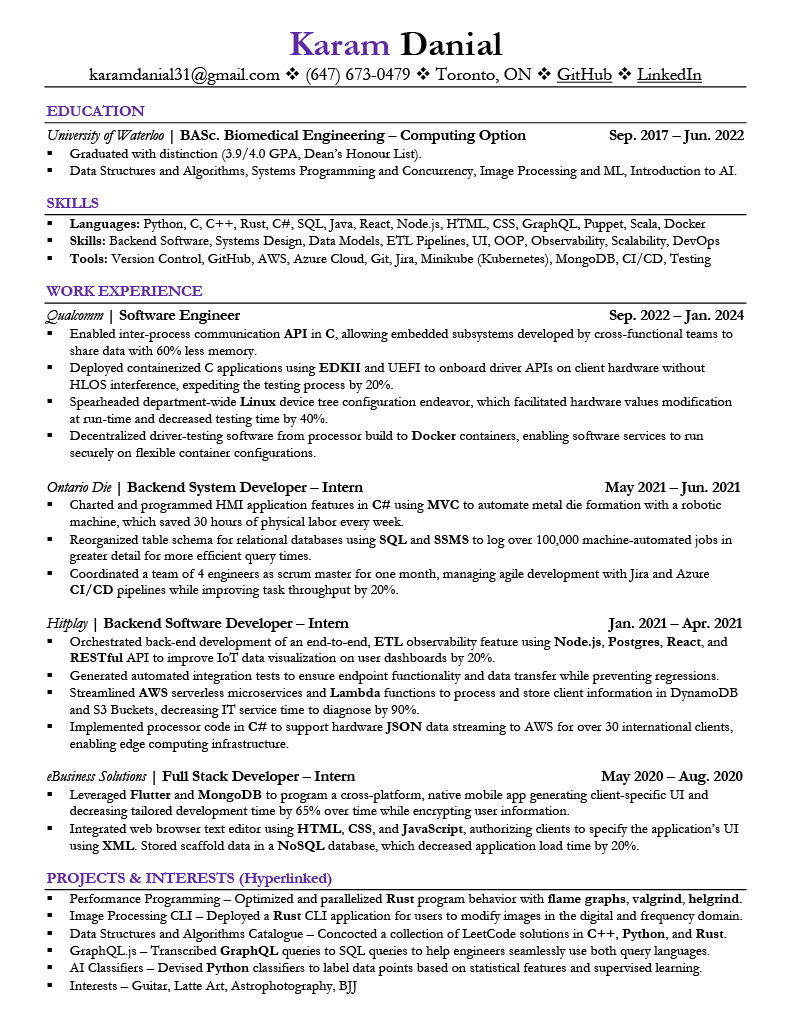 Karam Danial
karamdanial31@gmail.com ❖ (647) 673-0479 ❖ Toronto, ON ❖ GitHub ❖ LinkedIn
EDUCATION
University of Waterloo | BASc. Biomedical Engineering – Computing Option Sep. 2017 – Jun. 2022
▪ Graduated with distinction (3.9/4.0 GPA, Dean's Honour List).
▪ Data Structures and Algorithms, Systems Programming and Concurrency, Image Processing and ML, Introduction to AI.
SKILLS
▪ Languages: Python, C, C++, Rust, C#, SQL, Java, React, Node.js, HTML, CSS, GraphQL, Puppet, Scala, Docker
▪ Skills: Backend Software, Systems Design, Data Models, ETL Pipelines, UI, OOP, Observability, Scalability, DevOps
▪ Tools: Version Control, GitHub, AWS, Azure Cloud, Git, Jira, Minikube (Kubernetes), MongoDB, CI/CD, Testing
WORK EXPERIENCE
Qualcomm | Software Engineer Sep. 2022 – Jan. 2024
▪ Enabled inter-process communication API in C, allowing embedded subsystems developed by cross-functional teams to
share data with 60% less memory.
▪ Deployed containerized C applications using EDKII and UEFI to onboard driver APIs on client hardware without
HLOS interference, expediting the testing process by 20%.
▪ Spearheaded department-wide Linux device tree configuration endeavor, which facilitated hardware values modification
at run-time and decreased testing time by 40%.
▪ Decentralized driver-testing software from processor build to Docker containers, enabling software services to run
securely on flexible container configurations.
Ontario Die | Backend System Developer – Intern May 2021 – Jun. 2021
▪ Charted and programmed HMI application features in C# using MVC to automate metal die formation with a robotic
machine, which saved 30 hours of physical labor every week.
▪ Reorganized table schema for relational databases using SQL and SSMS to log over 100,000 machine-automated jobs in
greater detail for more efficient query times.
▪ Coordinated a team of 4 engineers as scrum master for one month, managing agile development with Jira and Azure
CI/CD pipelines while improving task throughput by 20%.
Hitplay | Backend Software Developer – Intern Jan. 2021 – Apr. 2021
▪ Orchestrated back-end development of an end-to-end, ETL observability feature using Node.js, Postgres, React, and
RESTful API to improve IoT data visualization on user dashboards by 20%.
▪ Generated automated integration tests to ensure endpoint functionality and data transfer while preventing regressions.
▪ Streamlined AWS serverless microservices and Lambda functions to process and store client information in DynamoDB
and S3 Buckets, decreasing IT service time to diagnose by 90%.
▪ Implemented processor code in C# to support hardware JSON data streaming to AWS for over 30 international clients,
enabling edge computing infrastructure.
eBusiness Solutions | Full Stack Developer – Intern May 2020 – Aug. 2020
▪ Leveraged Flutter and MongoDB to program a cross-platform, native mobile app generating client-specific UI and
decreasing tailored development time by 65% over time while encrypting user information.
▪ Integrated web browser text editor using HTML, CSS, and JavaScript, authorizing clients to specify the application's UI
using XML. Stored scaffold data in a NoSQL database, which decreased application load time by 20%.
PROJECTS & INTERESTS (Hyperlinked)
▪ Performance Programming – Optimized and parallelized Rust program behavior with flame graphs, valgrind, helgrind.
▪ Image Processing CLI – Deployed a Rust CLI application for users to modify images in the digital and frequency domain.
▪ Data Structures and Algorithms Catalogue – Concocted a collection of LeetCode solutions in C++, Python, and Rust.
▪ GraphQL.js – Transcribed GraphQL queries to SQL queries to help engineers seamlessly use both query languages.
▪ AI Classifiers – Devised Python classifiers to label data points based on statistical features and supervised learning.
▪ Interests – Guitar, Latte Art, Astrophotography, BJJ